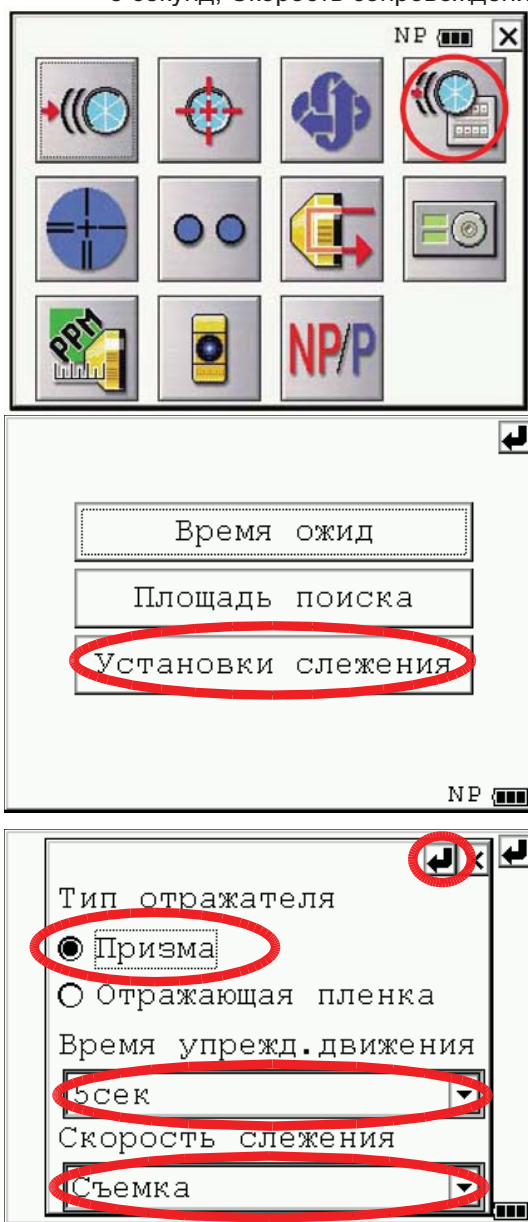 NP
PPM
NP/P
Время ожид
Площадь поиска
Установки слежения
NP
Тип отражателя
Призма
Отражающая пленка
Время упрежд.движения
5сек
Скорость слежения
Съемка